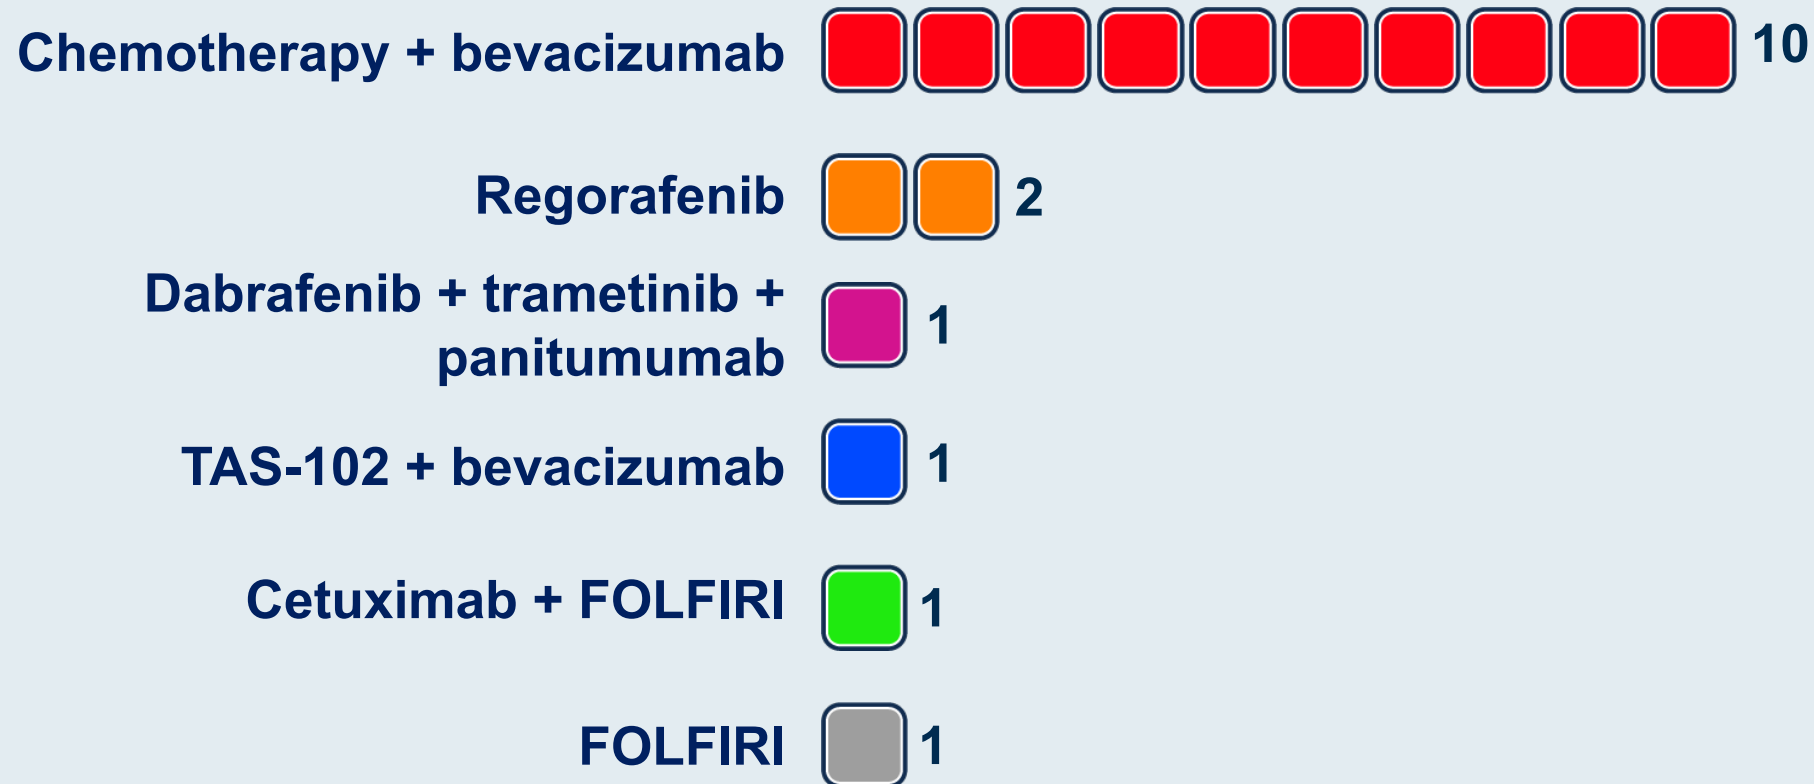 Chemotherapy + bevacizumab 10
Regorafenib 2
Dabrafenib + trametinib +
panitumumab 1
TAS-102 + bevacizumab 1
Cetuximab + FOLFIRI 1
FOLFIRI 1